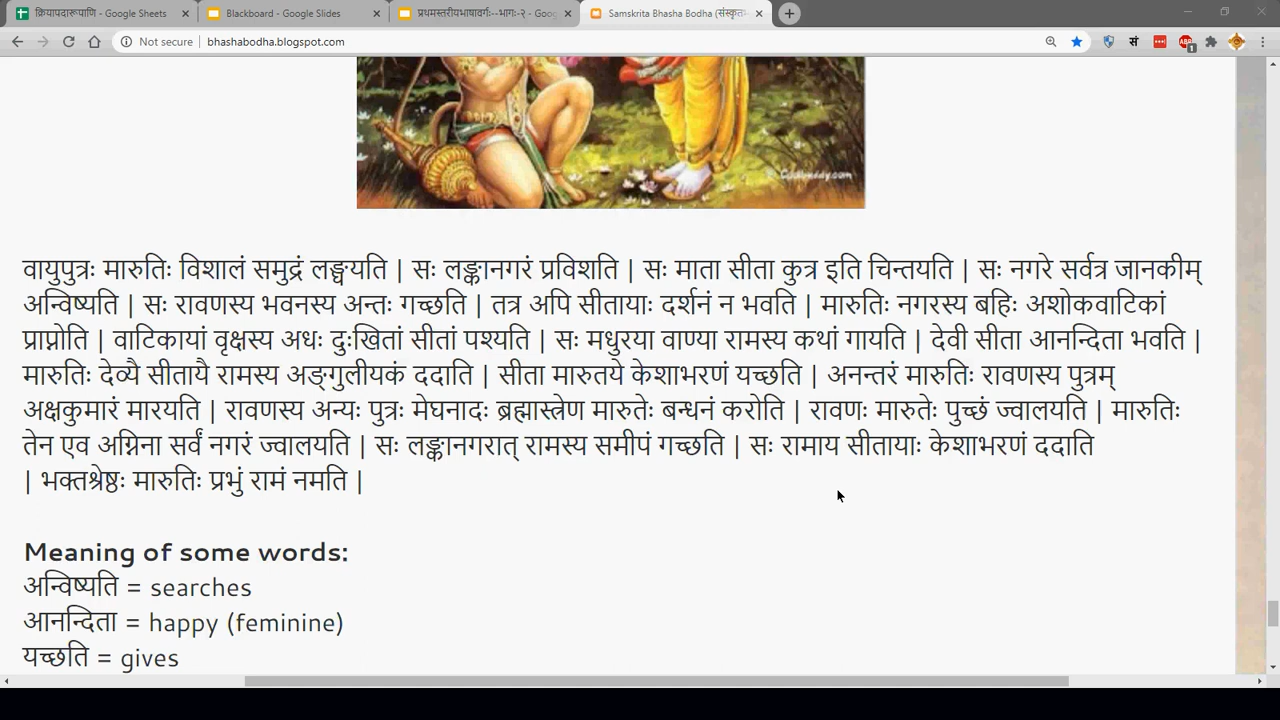 क्रियापदारूपाणि - Google Sheets
Blackboard - Google Slides
प्रथमस्तरीयभाषावर्गः--भागः-२ - Goo
Samskrita Bhasha Bodha (संस्कृत
Not secure | bhashabodha.blogspot.com
वायुपुत्रः मारुतिः विशालं समुद्रं लङ्घयति | सः लङ्कानगरं प्रविशति | सः माता सीता कुत्र इति चिन्तयति | सः नगरे सर्वत्र जानकीम्
अन्विष्यति | सः रावणस्य भवनस्य अन्तः गच्छति | तत्र अपि सीतायाः दर्शनं न भवति | मारुतिः नगरस्य बहिः अशोकवाटिकां
प्राप्नोति | वाटिकायां वृक्षस्य अधः दुःखितां सीतां पश्यति | सः मधुरया वाण्या रामस्य कथां गायति | देवी सीता आनन्दिता भवति |
मारुतिः देव्यै सीतायै रामस्य अङ्गुलीयकं ददाति | सीता मारुतये केशाभरणं यच्छति | अनन्तरं मारुतिः रावणस्य पुत्रम्
अक्षकुमारं मारयति | रावणस्य अन्यः पुत्रः मेघनादः ब्रह्मास्त्रेण मारुतेः बन्धनं करोति | रावणः मारुतेः पुच्छं ज्वालयति | मारुतिः
तेन एव अग्निना सर्वं नगरं ज्वालयति | सः लङ्कानगरात् रामस्य समीपं गच्छति | सः रामाय सीतायाः केशाभरणं ददाति
| भक्तश्रेष्ठः मारुतिः प्रभुं रामं नमति |
Meaning of some words:
अन्विष्यति = searches
आनन्दिता = happy (feminine)
यच्छति = gives